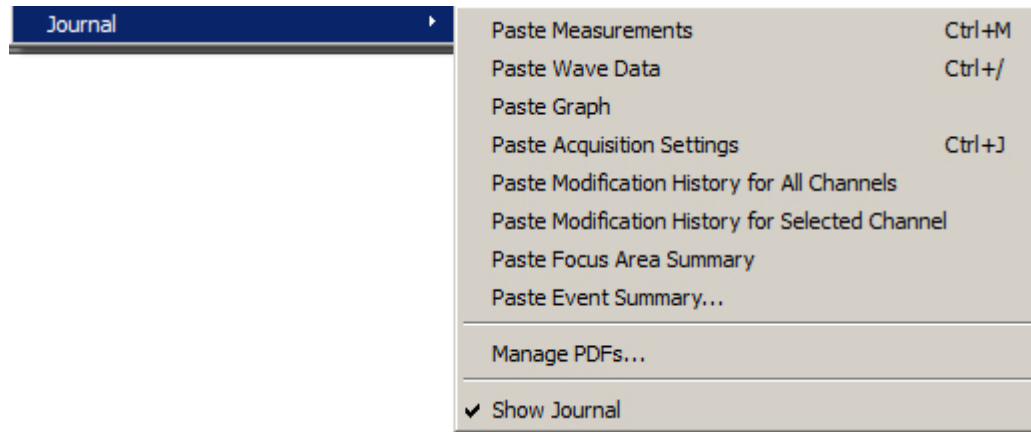 Journal
Paste Measurements Ctrl+M
Paste Wave Data Ctrl+/
Paste Graph
Paste Acquisition Settings Ctrl+J
Paste Modification History for All Channels
Paste Modification History for Selected Channel
Paste Focus Area Summary
Paste Event Summary...
Manage PDFs...
Show Journal